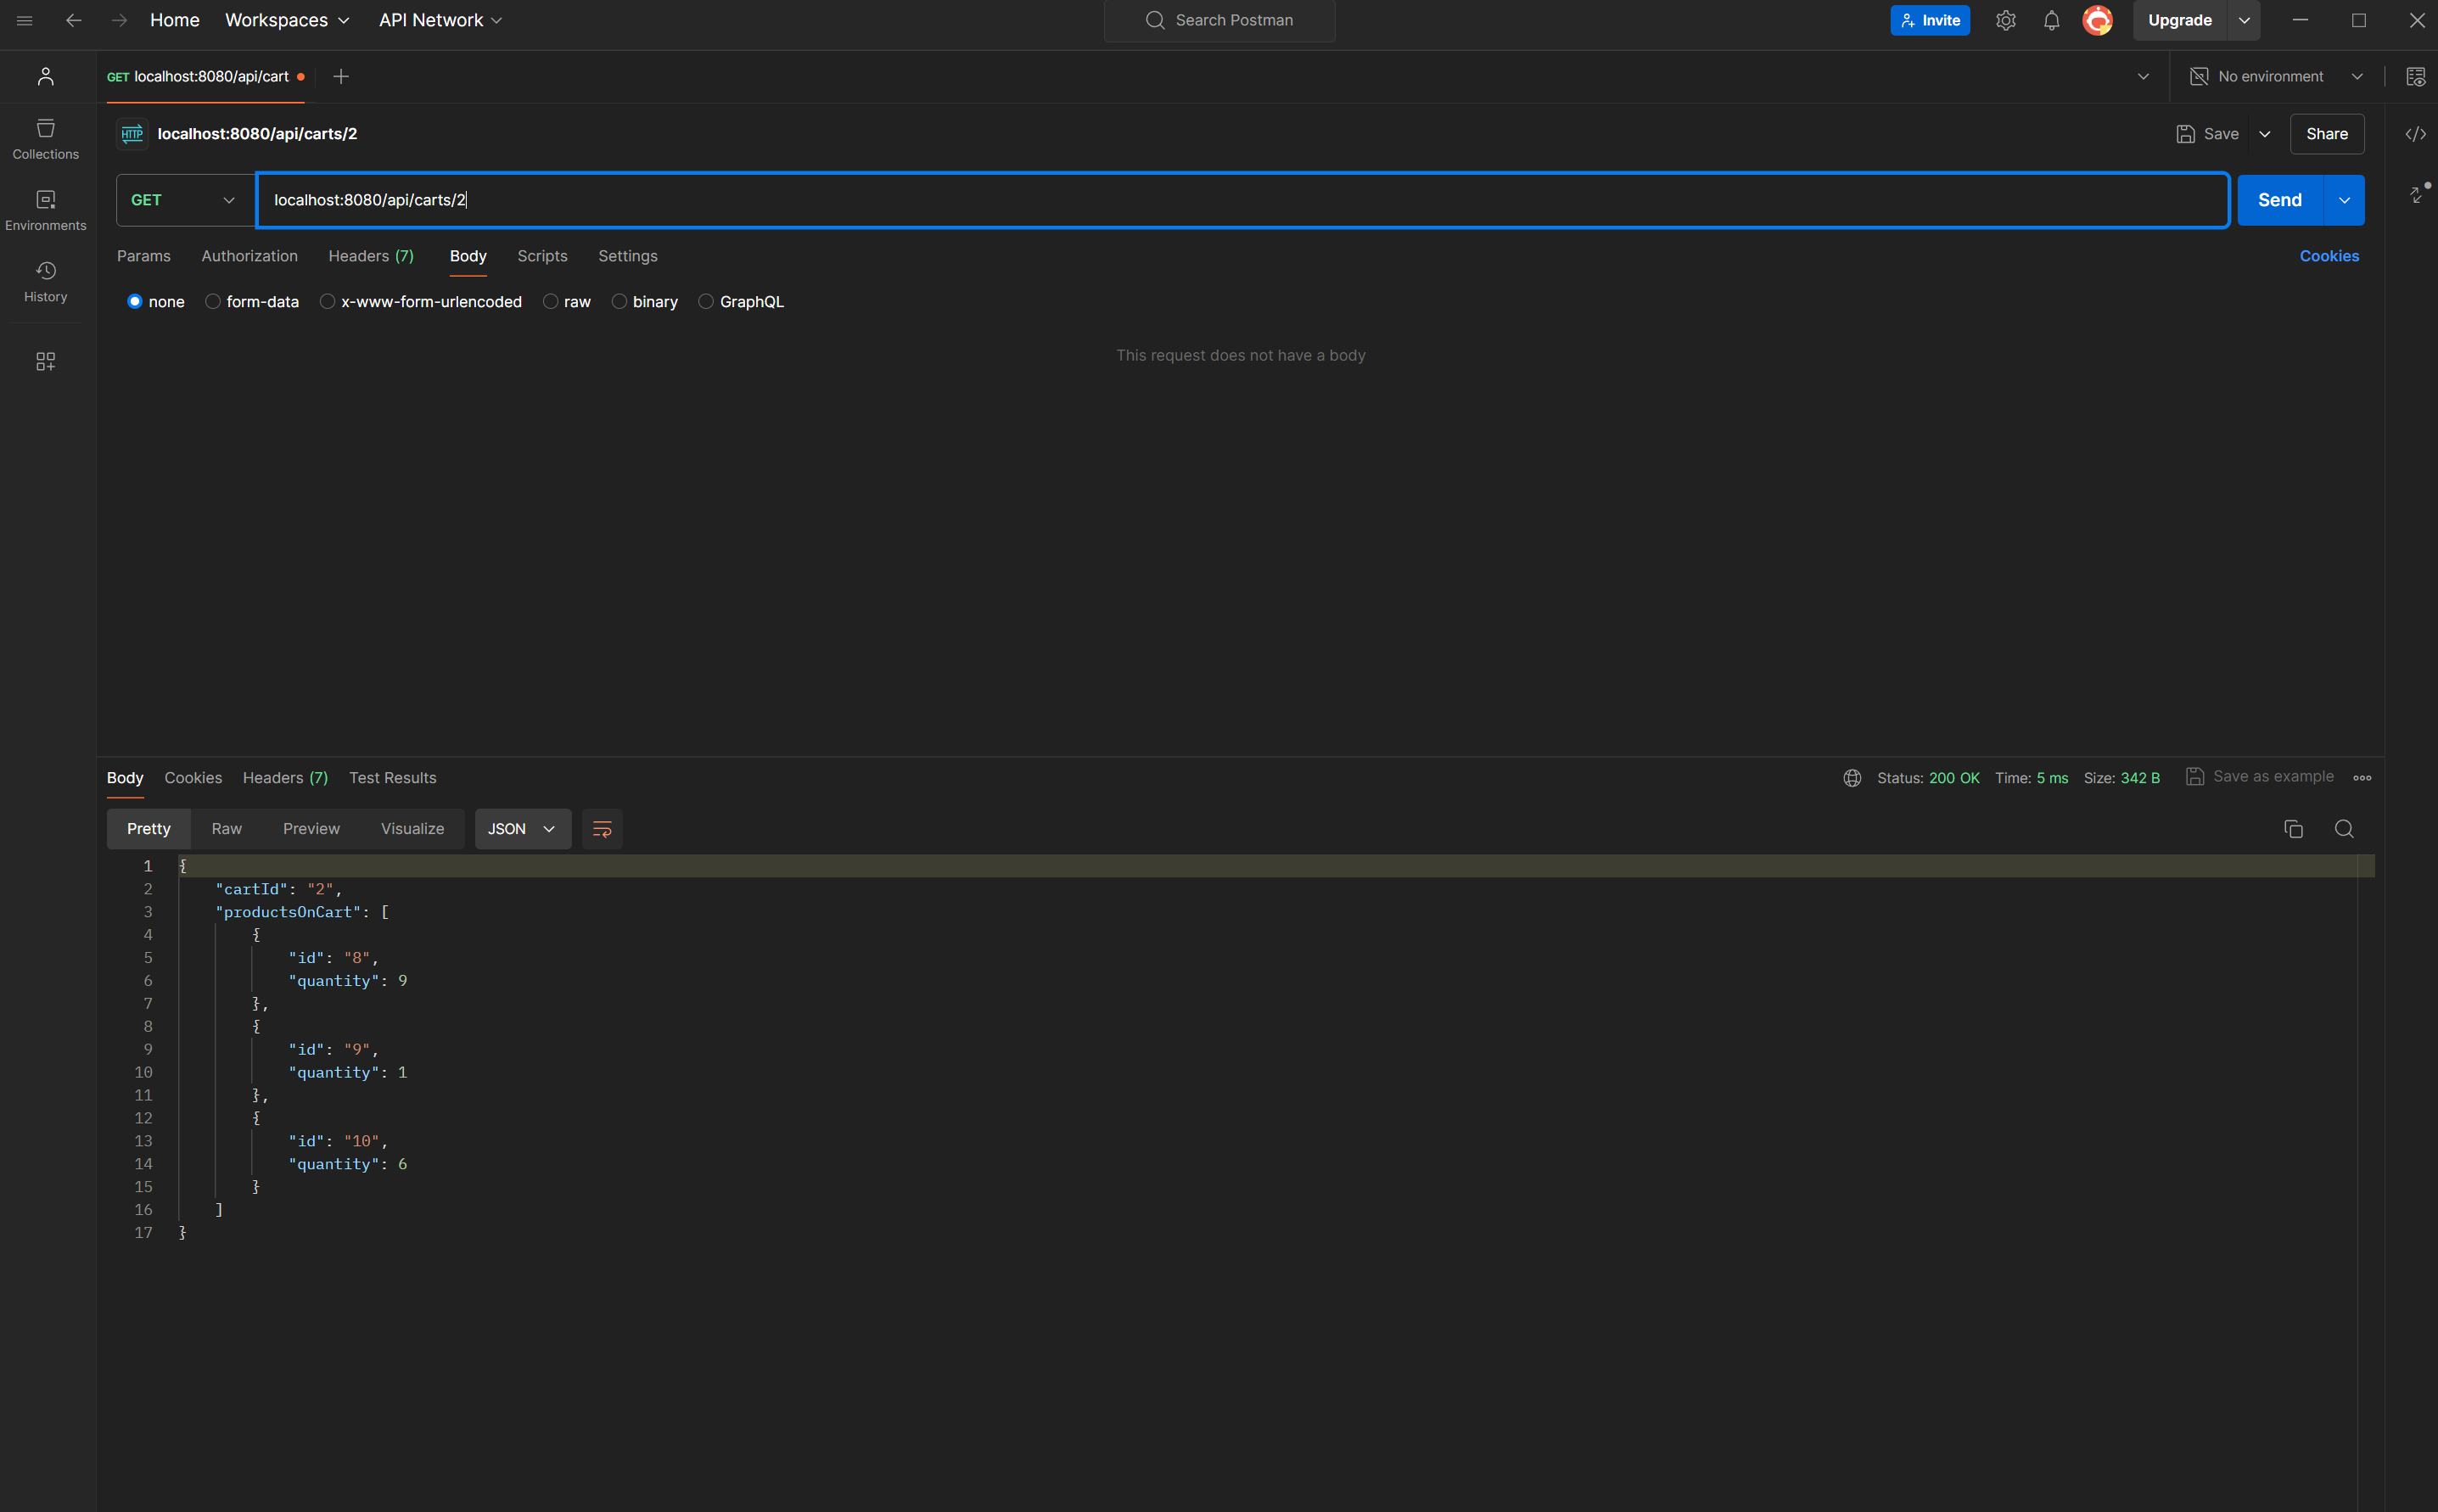 Home Workspaces API Network Search Postman Invite Upgrade
GET localhost:8080/api/cart No environment
HTTP localhost:8080/api/carts/2 Save Share
GET localhost:8080/api/carts/2 Send
Collections
Environments
History
Params Authorization Headers (7) Body Scripts Settings Cookies
none form-data x-www-form-urlencoded raw binary GraphQL
This request does not have a body
Body Cookies Headers (7) Test Results Status: 200 OK Time: 5 ms Size: 342 B Save as example
Pretty Raw Preview Visualize JSON
1 {
2 "cartId": "2",
3 "productsOnCart": [
4 {
5 "id": "8",
6 "quantity": 9
7 },
8 {
9 "id": "9",
10 "quantity": 1
11 },
12 {
13 "id": "10",
14 "quantity": 6
15 }
16 ]
17 }